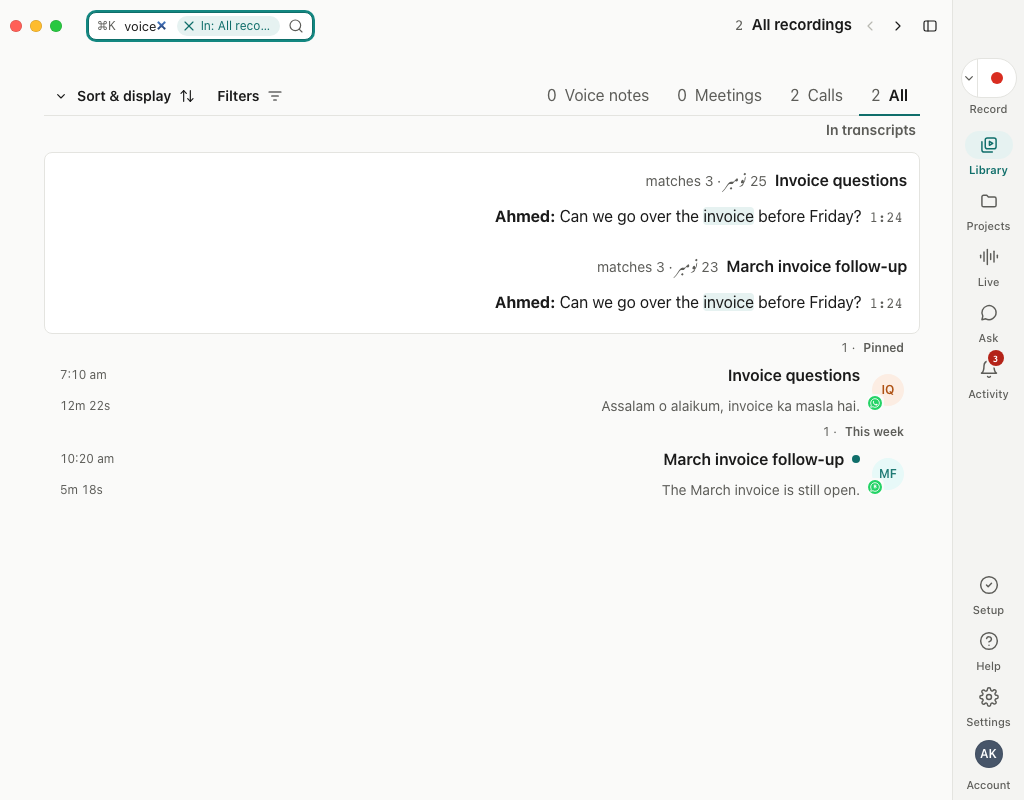 ⌘K voice In: All reco...
2 All recordings
Sort & display Filters
0 Voice notes 0 Meetings 2 Calls 2 All
In transcripts
Invoice questions 25 نومبر · 3 matches
Ahmed: Can we go over the invoice before Friday? 1:24
March invoice follow-up 23 نومبر · 3 matches
Ahmed: Can we go over the invoice before Friday? 1:24
Pinned · 1
IQ Invoice questions 7:10 am
Assalam o alaikum, invoice ka masla hai. 12m 22s
This week · 1
MF March invoice follow-up 10:20 am
The March invoice is still open. 5m 18s
Record
Library
Projects
Live
Ask
3
Activity
Setup
Help
Settings
AK
Account